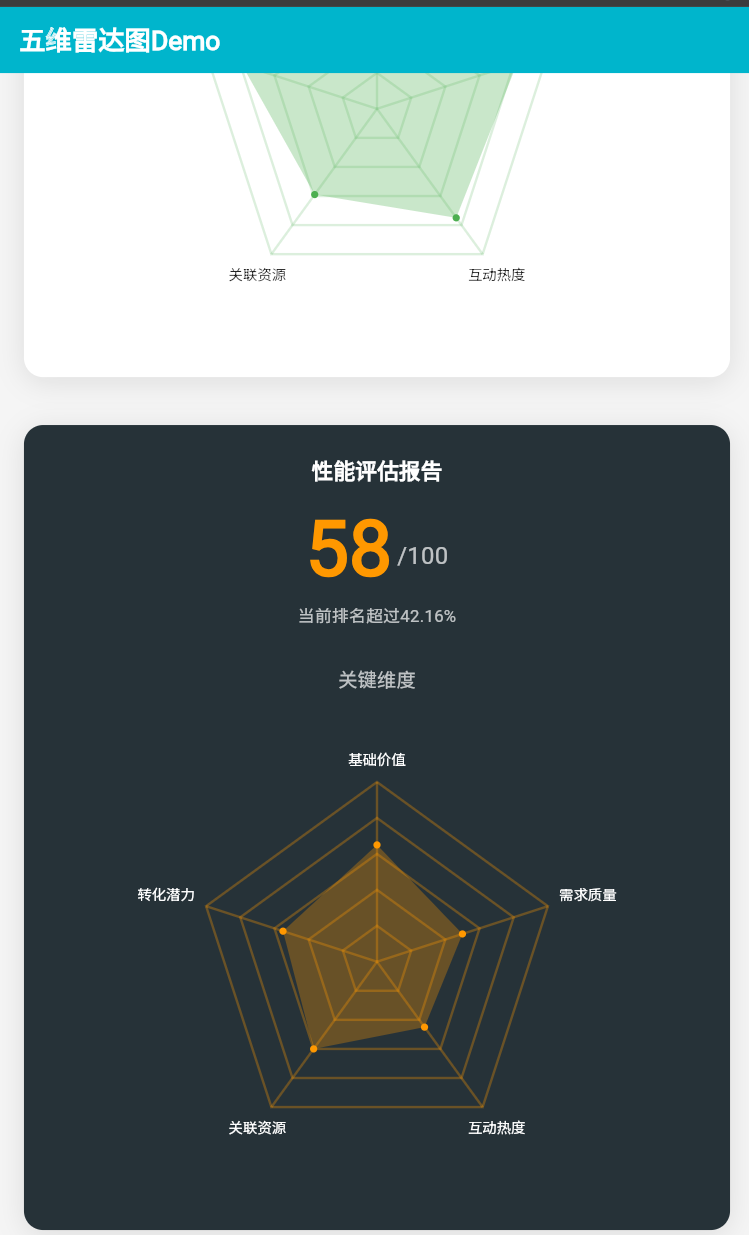 五维雷达图Demo
关联资源
互动热度
性能评估报告
58 /100
当前排名超过42.16%
关键维度
基础价值
转化潜力
需求质量
关联资源
互动热度